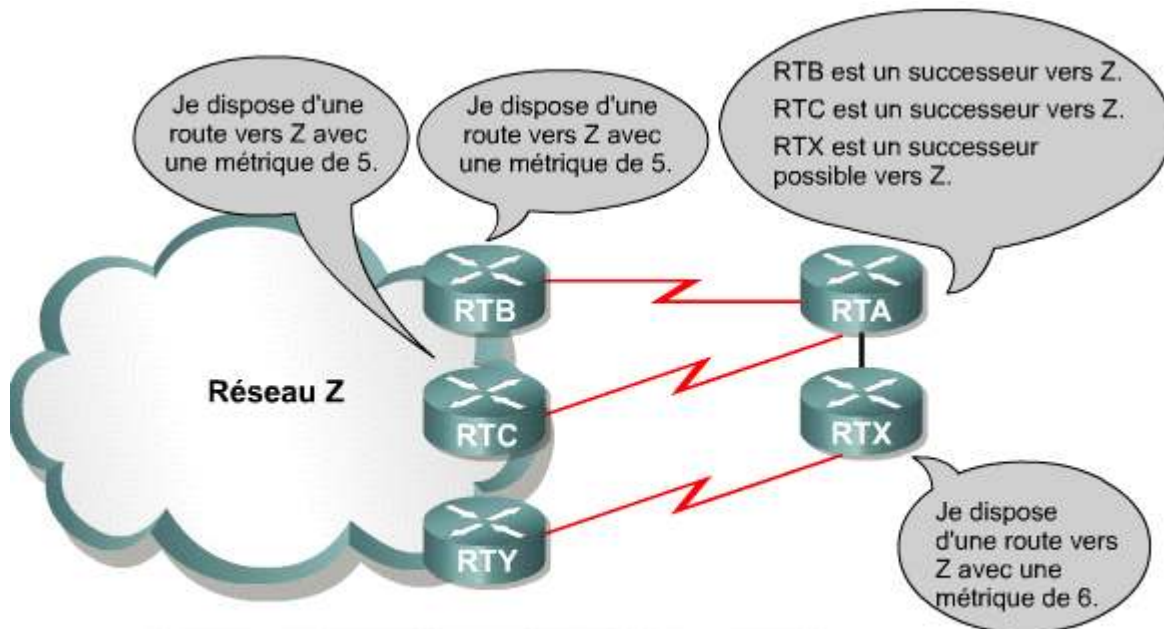 Je dispose d'une
route vers Z avec
une métrique de 5.
Je dispose d'une
route vers Z avec
une métrique de 5.
RTB est un successeur vers Z.
RTC est un successeur vers Z.
RTX est un successeur
possible vers Z.
RTB
RTA
Réseau Z
RTC
RTX
RTY
Je dispose
d'une route vers
Z avec une
métrique de 6.